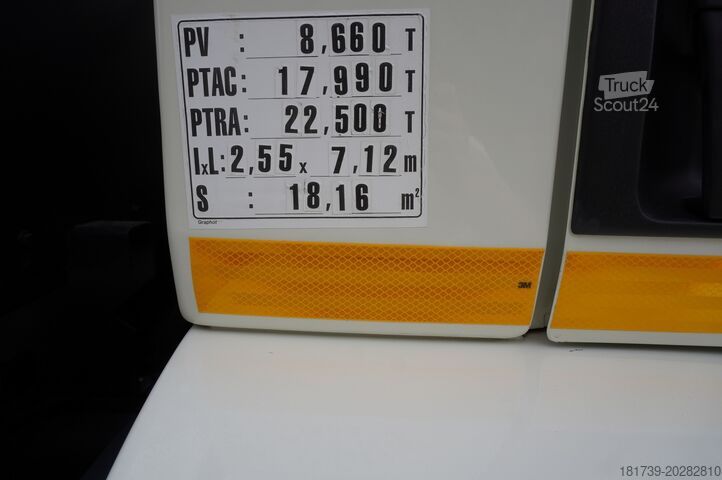 PV : 8,660 T
PTAC: 17,990 T
PTRA: 22,500 T
IxL: 2,55 x 7,12 m
S : 18,16 m²
Graphot
3M
Truck
Scout24
181739-20282810